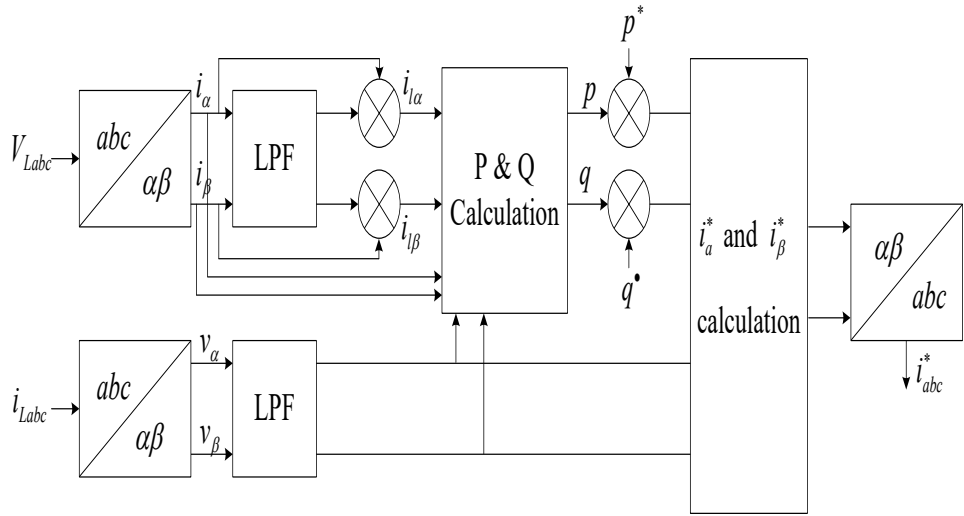 p*
i_α
i_lα
p
abc
αβ
V_Labc
LPF
P & Q
Calculation
i_β
q
i_lβ
i*_a and i*_β
calculation
q•
αβ
abc
i*_abc
v_α
abc
αβ
i_Labc
LPF
v_β